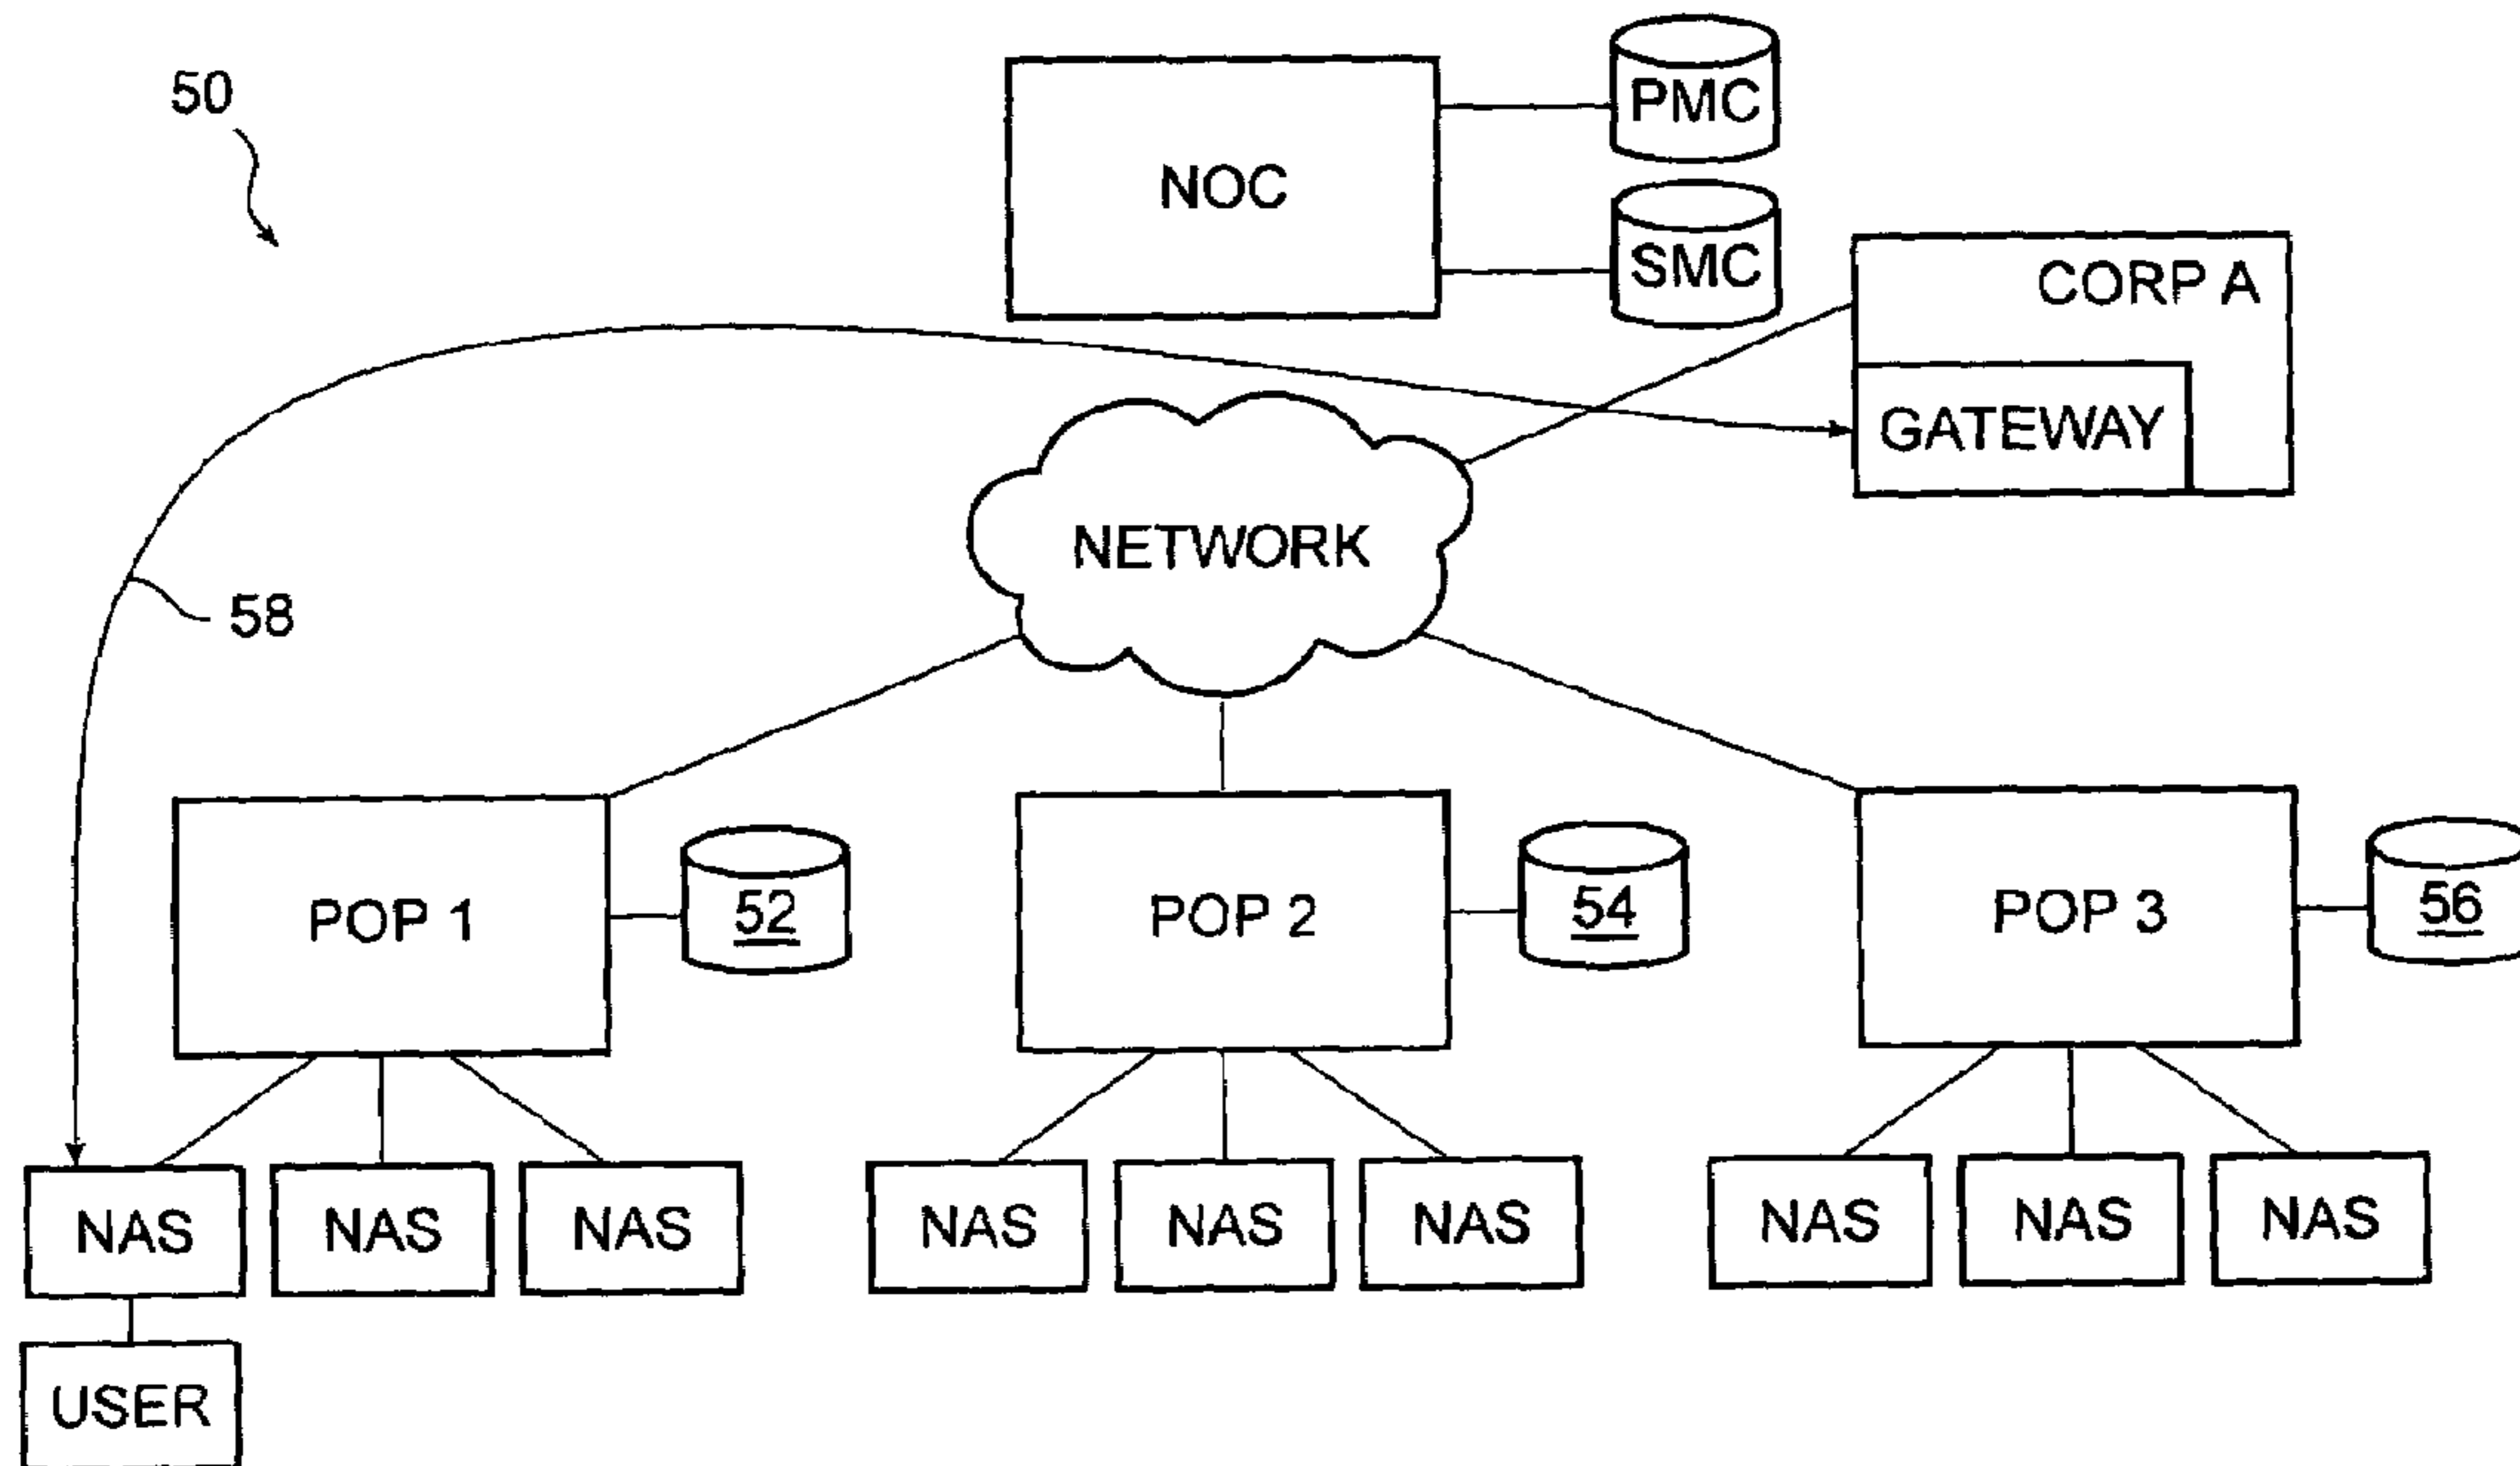 50
NOC
PMC
SMC
CORP A
GATEWAY
NETWORK
58
POP 1
52
POP 2
54
POP 3
56
NAS
NAS
NAS
NAS
NAS
NAS
NAS
NAS
NAS
USER